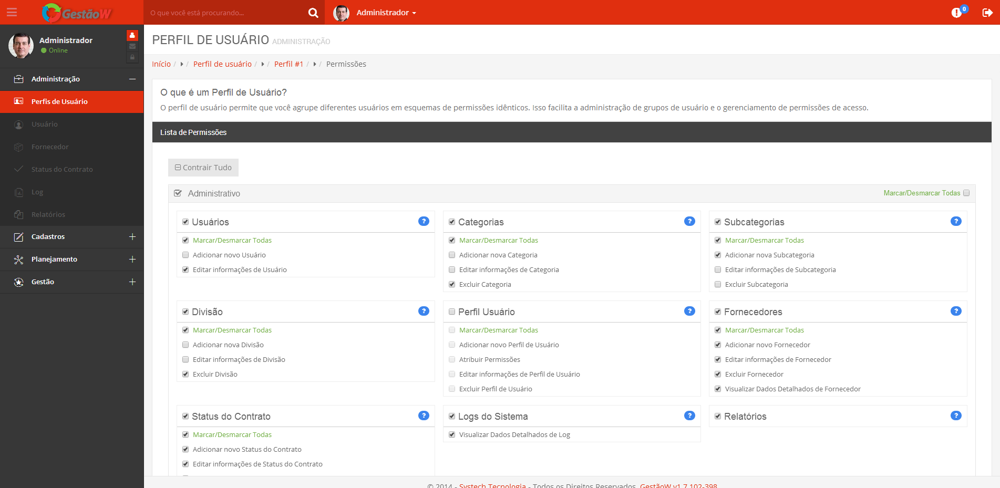 GestãoW
O que você está procurando...
Administrador
0
Administrador
Online
Administração
Perfis de Usuário
Usuário
Fornecedor
Status do Contrato
Log
Relatórios
Cadastros
Planejamento
Gestão
PERFIL DE USUÁRIO ADMINISTRAÇÃO
Início / / Perfil de usuário / / Perfil #1 / / Permissões
O que é um Perfil de Usuário?
O perfil de usuário permite que você agrupe diferentes usuários em esquemas de permissões idênticos. Isso facilita a administração de grupos de usuário e o gerenciamento de permissões de acesso.
Lista de Permissões
Contrair Tudo
Administrativo
Marcar/Desmarcar Todas
Usuários ?
Marcar/Desmarcar Todas
Adicionar novo Usuário
Editar informações de Usuário
Categorias ?
Marcar/Desmarcar Todas
Adicionar nova Categoria
Editar informações de Categoria
Excluir Categoria
Subcategorias ?
Marcar/Desmarcar Todas
Adicionar nova Subcategoria
Editar informações de Subcategoria
Excluir Subcategoria
Divisão ?
Marcar/Desmarcar Todas
Adicionar nova Divisão
Editar informações de Divisão
Excluir Divisão
Perfil Usuário ?
Marcar/Desmarcar Todas
Adicionar novo Perfil de Usuário
Atribuir Permissões
Editar informações de Perfil de Usuário
Excluir Perfil de Usuário
Fornecedores ?
Marcar/Desmarcar Todas
Adicionar novo Fornecedor
Editar informações de Fornecedor
Excluir Fornecedor
Visualizar Dados Detalhados de Fornecedor
Status do Contrato ?
Marcar/Desmarcar Todas
Adicionar novo Status do Contrato
Editar informações de Status do Contrato
Logs do Sistema ?
Visualizar Dados Detalhados de Log
Relatórios ?
© 2014 - Systech Tecnologia - Todos os Direitos Reservados. GestãoW v1.7.102-398